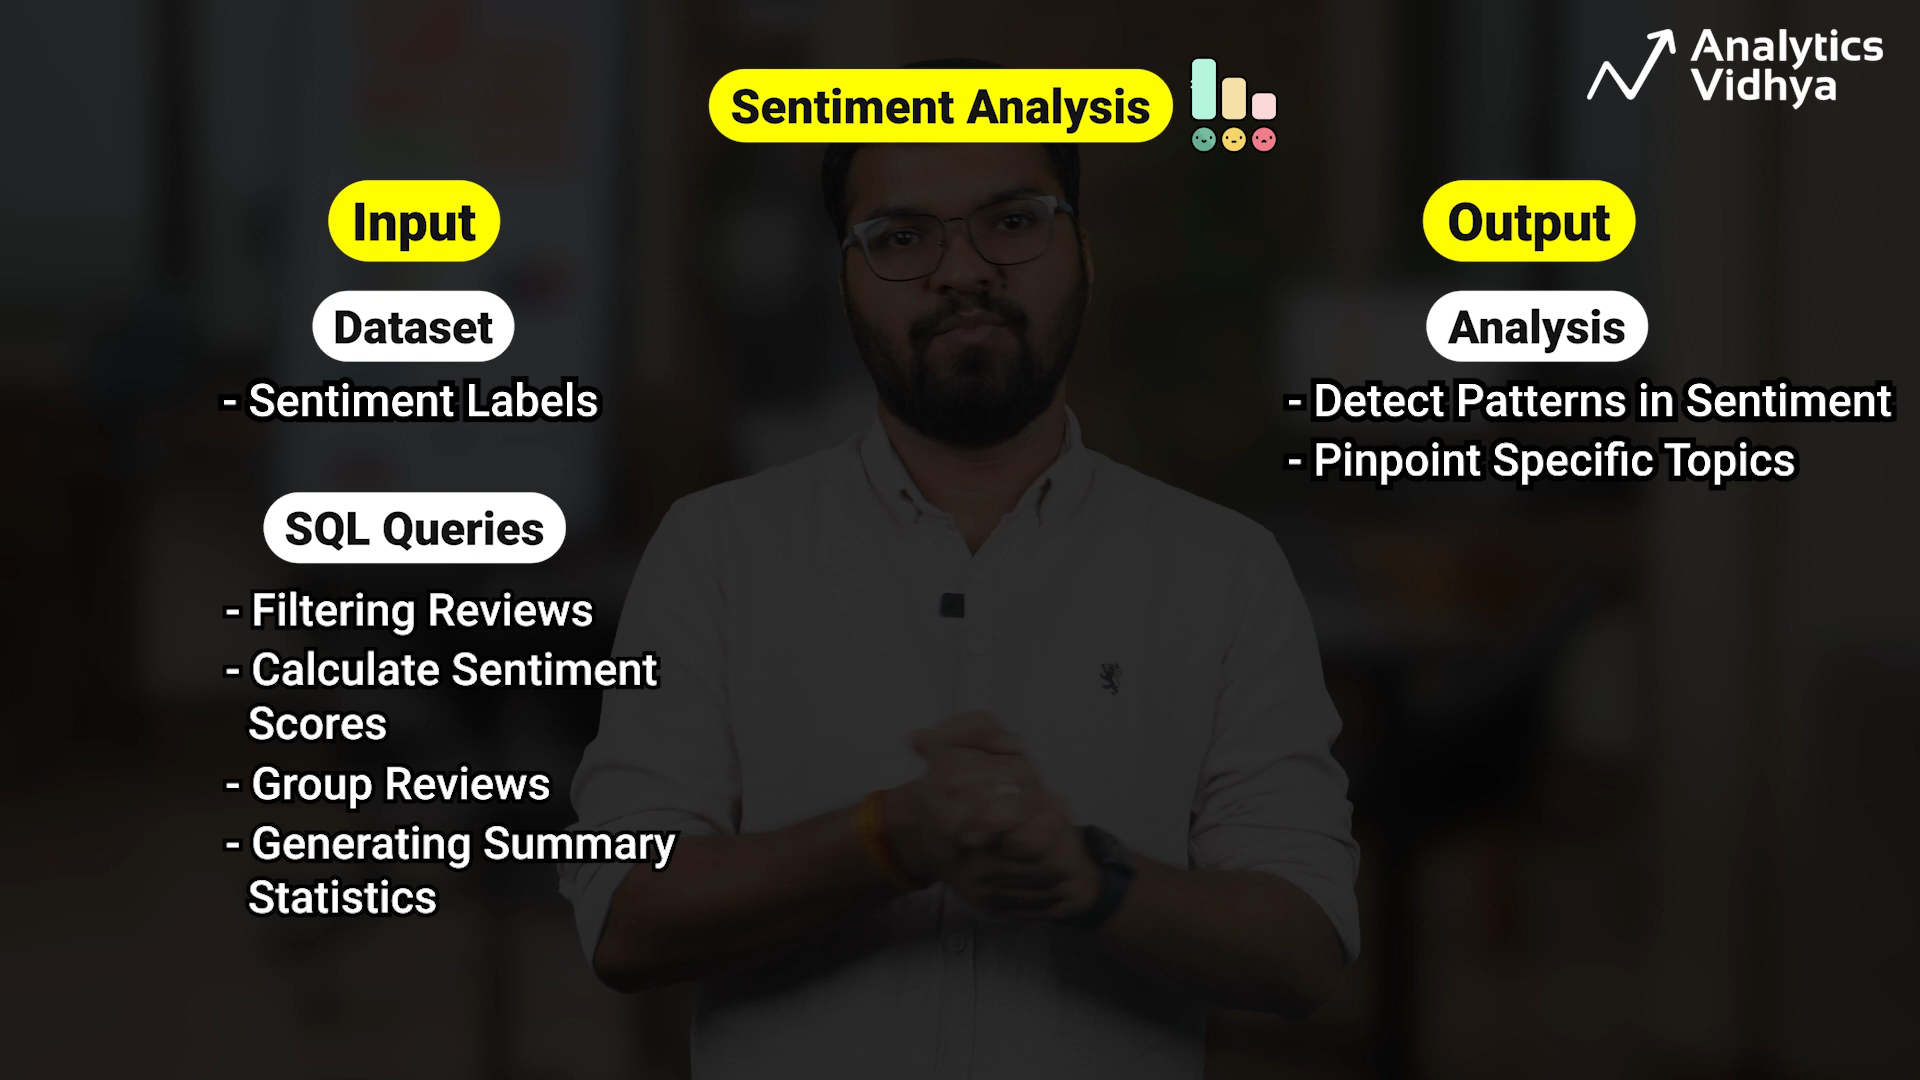 Analytics
Vidhya
Sentiment Analysis
Input
Dataset
- Sentiment Labels
SQL Queries
- Filtering Reviews
- Calculate Sentiment
Scores
- Group Reviews
- Generating Summary
Statistics
Output
Analysis
- Detect Patterns in Sentiment
- Pinpoint Specific Topics